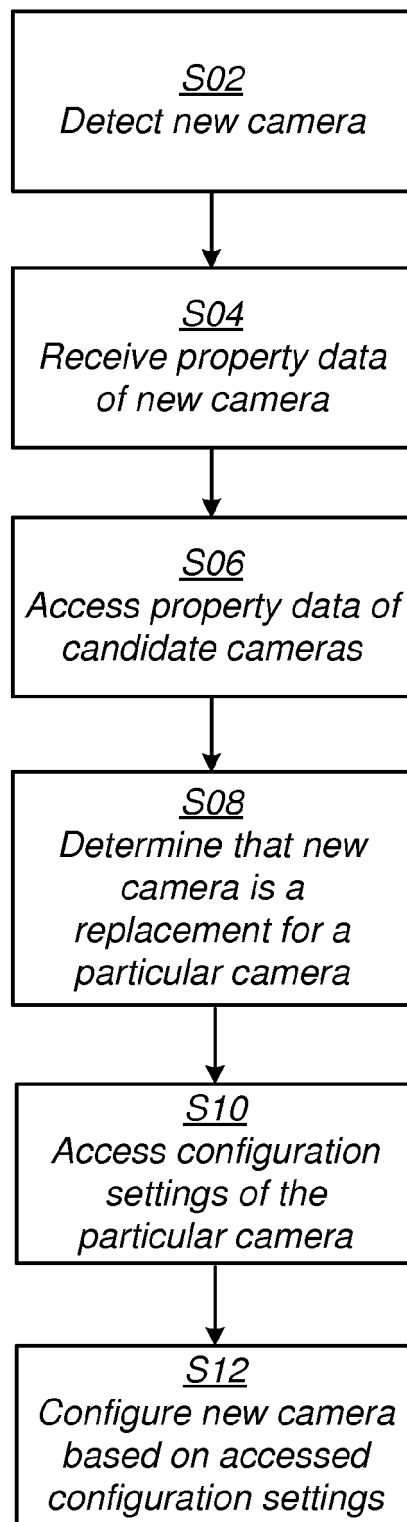 S02
Detect new camera
S04
Receive property data
of new camera
S06
Access property data of
candidate cameras
S08
Determine that new
camera is a
replacement for a
particular camera
S10
Access configuration
settings of the
particular camera
S12
Configure new camera
based on accessed
configuration settings